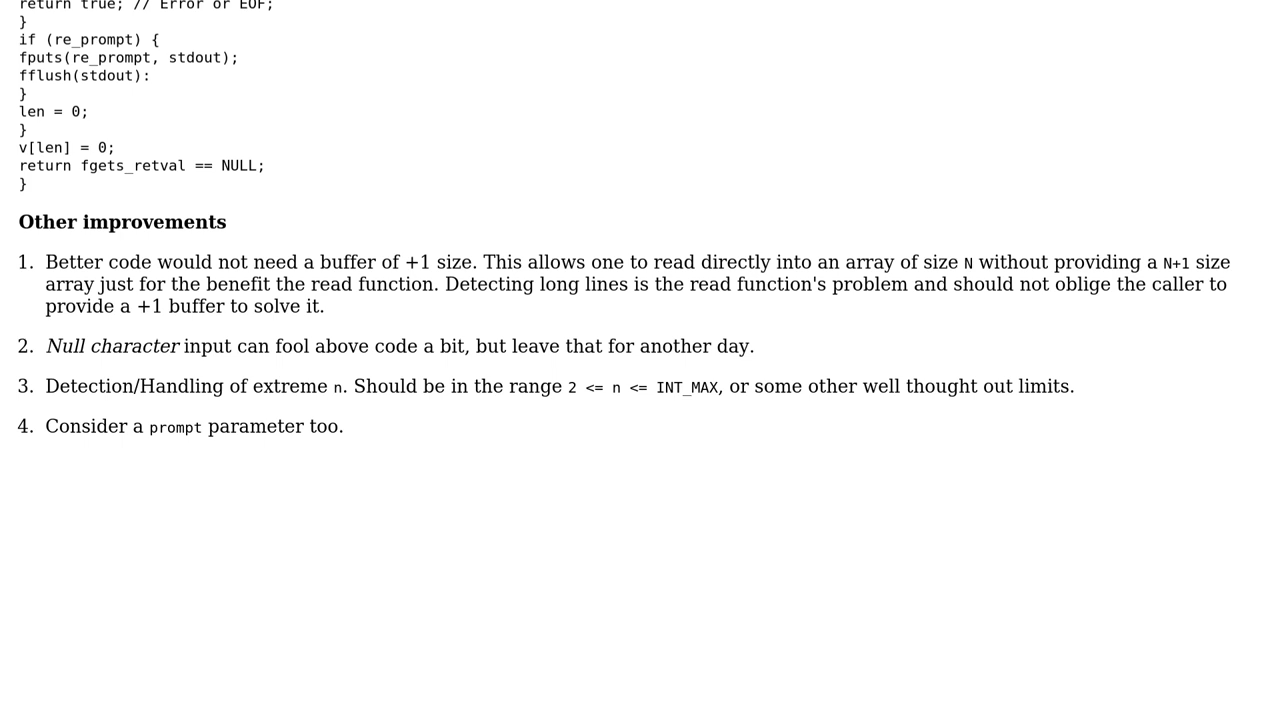 return true; // Error or EOF;
}
if (re_prompt) {
fputs(re_prompt, stdout);
fflush(stdout):
}
len = 0;
}
v[len] = 0;
return fgets_retval == NULL;
}
Other improvements
1. Better code would not need a buffer of +1 size. This allows one to read directly into an array of size N without providing a N+1 size
array just for the benefit the read function. Detecting long lines is the read function's problem and should not oblige the caller to
provide a +1 buffer to solve it.
2. Null character input can fool above code a bit, but leave that for another day.
3. Detection/Handling of extreme n. Should be in the range 2 <= n <= INT_MAX, or some other well thought out limits.
4. Consider a prompt parameter too.